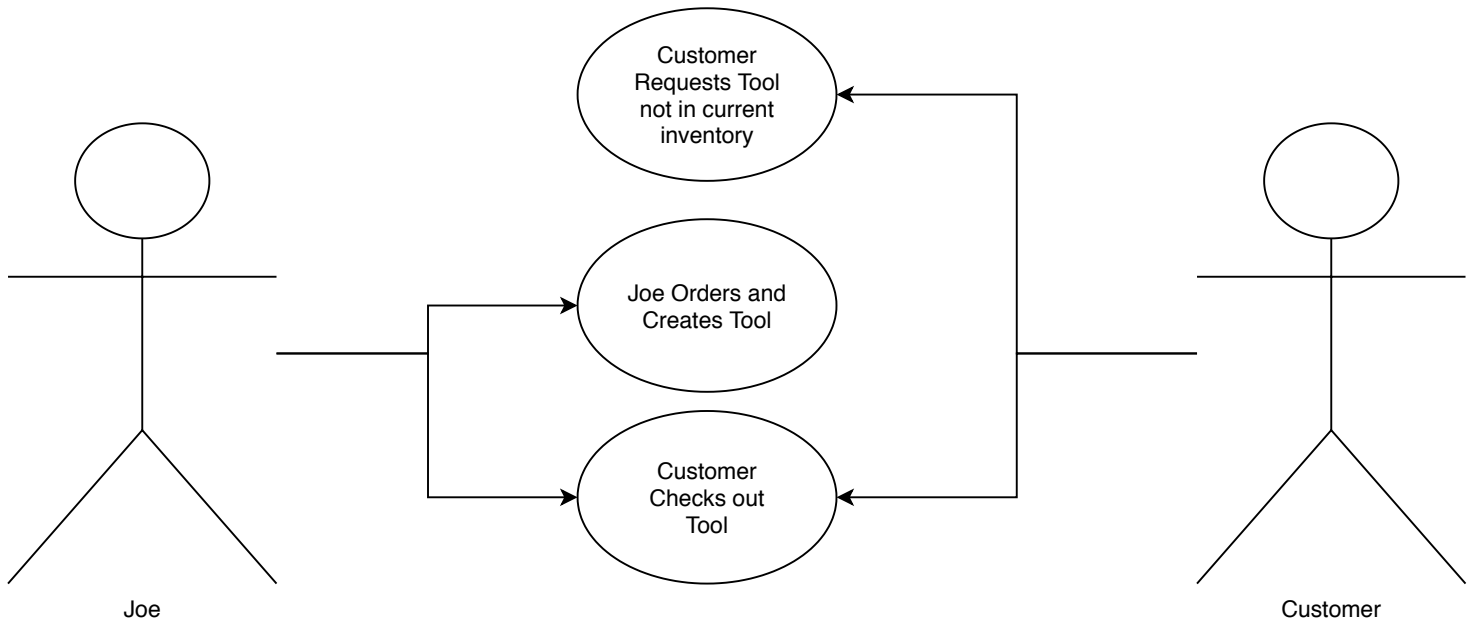 Customer
Requests Tool
not in current
inventory
Joe Orders and
Creates Tool
Customer
Checks out
Tool
Joe
Customer